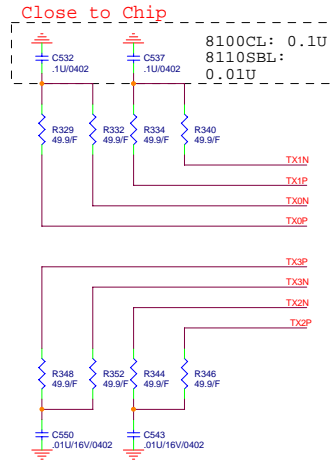 Close to Chip
8100CL: 0.1U
8110SBL:
0.01U
C532
.1U/0402
C537
.1U/0402
R329
49.9/F
R332
49.9/F
R334
49.9/F
R340
49.9/F
TX1N
TX1P
TX0N
TX0P
TX3P
TX3N
TX2N
TX2P
R348
49.9/F
R352
49.9/F
R344
49.9/F
R346
49.9/F
C550
.01U/16V/0402
C543
.01U/16V/0402